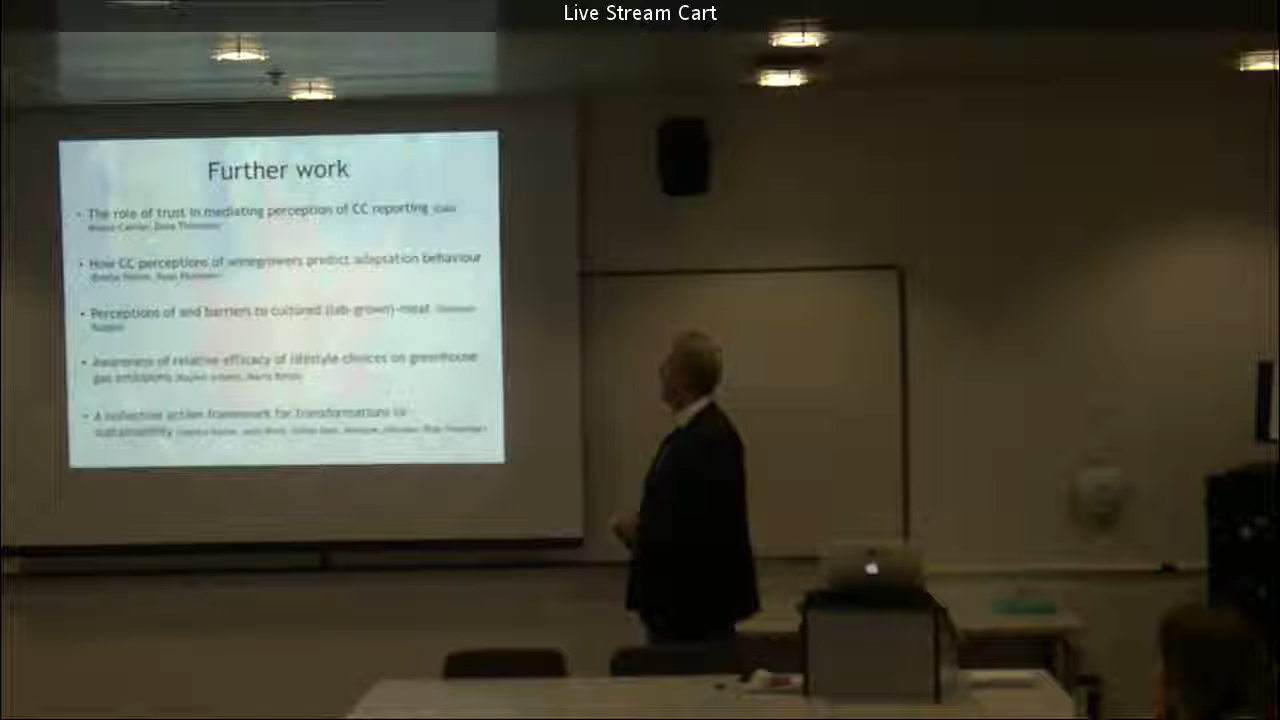 Live Stream Cart
Further work
• The role of trust in mediating perception of CC reporting
• How CC perceptions of winegrowers predict adaptation behaviour
• Perceptions of and barriers to cultured (lab-grown)-meat
• Awareness of relative efficacy of lifestyle choices on greenhouse
gas emissions
• A collective action framework for transformations to
sustainability